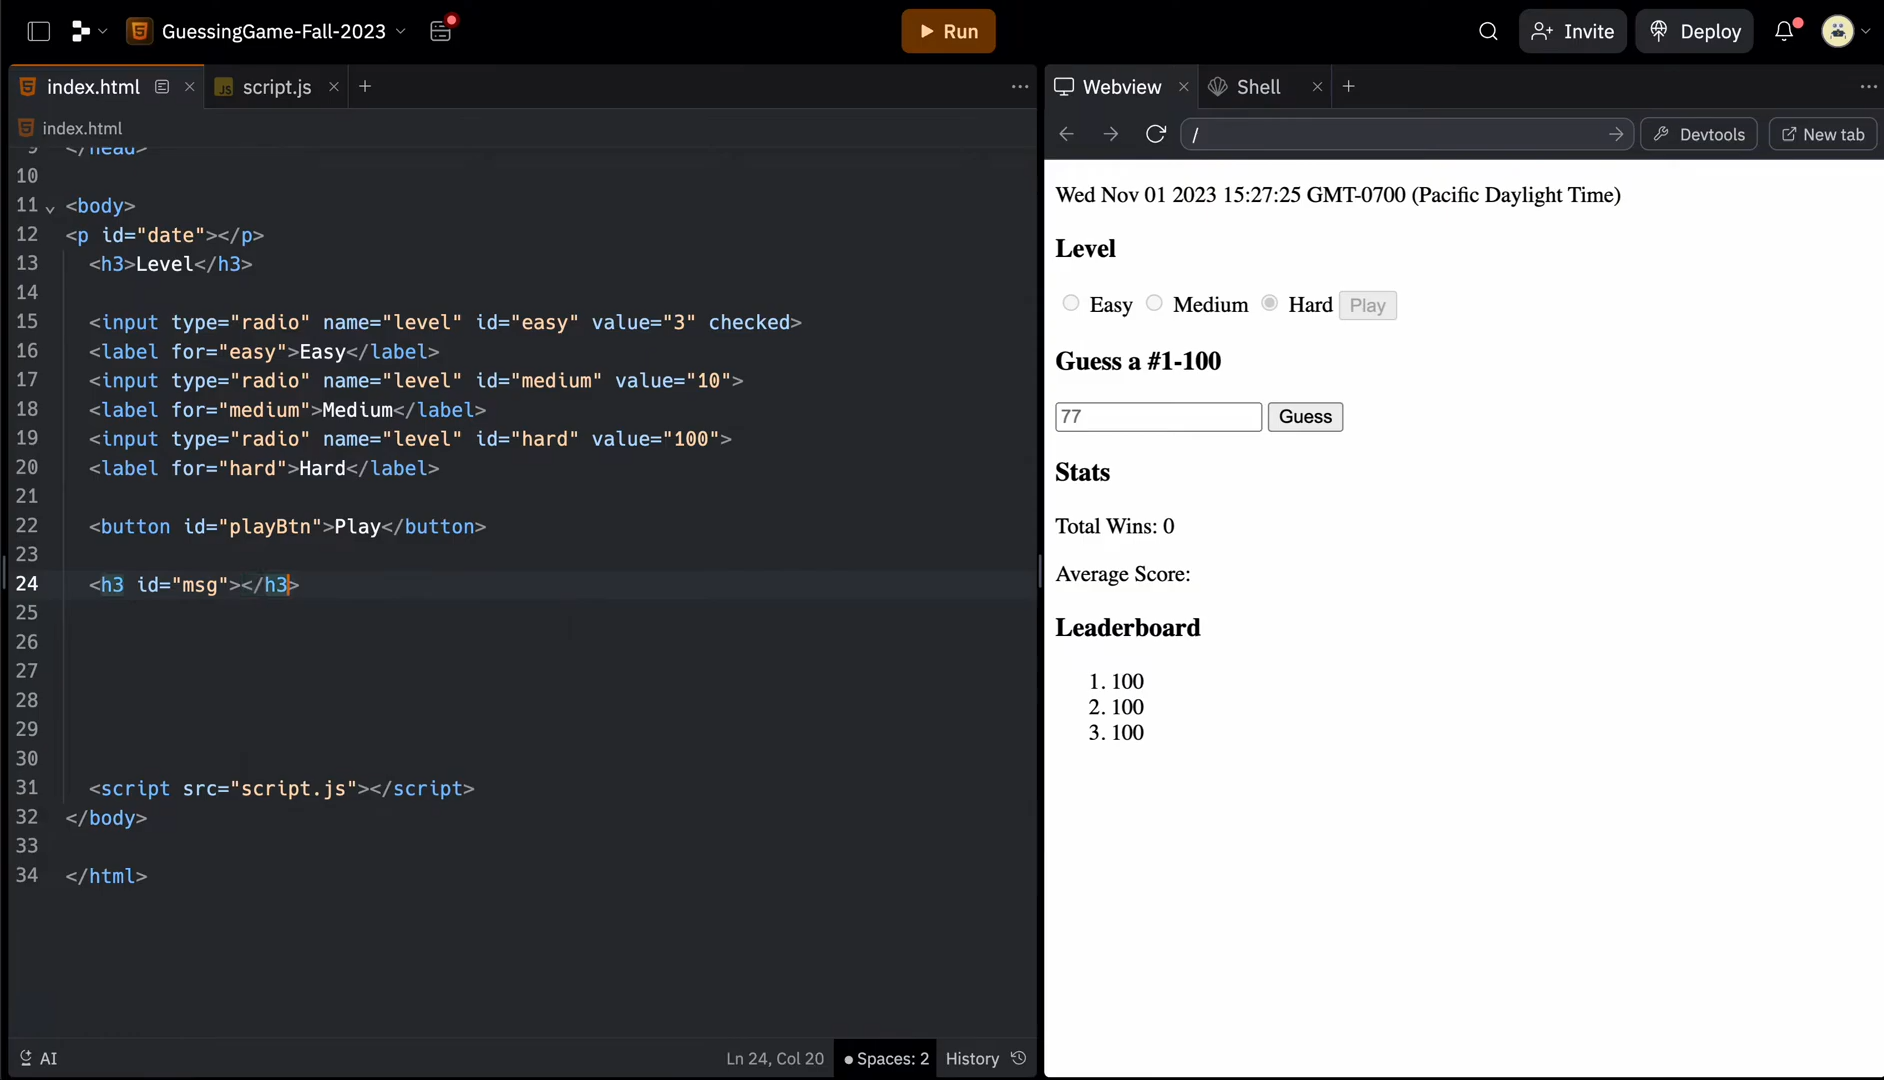 GuessingGame-Fall-2023
Run
Invite
Deploy
index.html
script.js
Webview
Shell
index.html
/
Devtools
New tab
9 </head>
10
11 <body>
12 <p id="date"></p>
13 <h3>Level</h3>
14
15 <input type="radio" name="level" id="easy" value="3" checked>
16 <label for="easy">Easy</label>
17 <input type="radio" name="level" id="medium" value="10">
18 <label for="medium">Medium</label>
19 <input type="radio" name="level" id="hard" value="100">
20 <label for="hard">Hard</label>
21
22 <button id="playBtn">Play</button>
23
24 <h3 id="msg"></h3>
25
26
27
28
29
30
31 <script src="script.js"></script>
32 </body>
33
34 </html>
AI
Ln 24, Col 20
Spaces: 2
History
Wed Nov 01 2023 15:27:25 GMT-0700 (Pacific Daylight Time)
Level
Easy Medium Hard Play
Guess a #1-100
77 Guess
Stats
Total Wins: 0
Average Score:
Leaderboard
1. 100
2. 100
3. 100